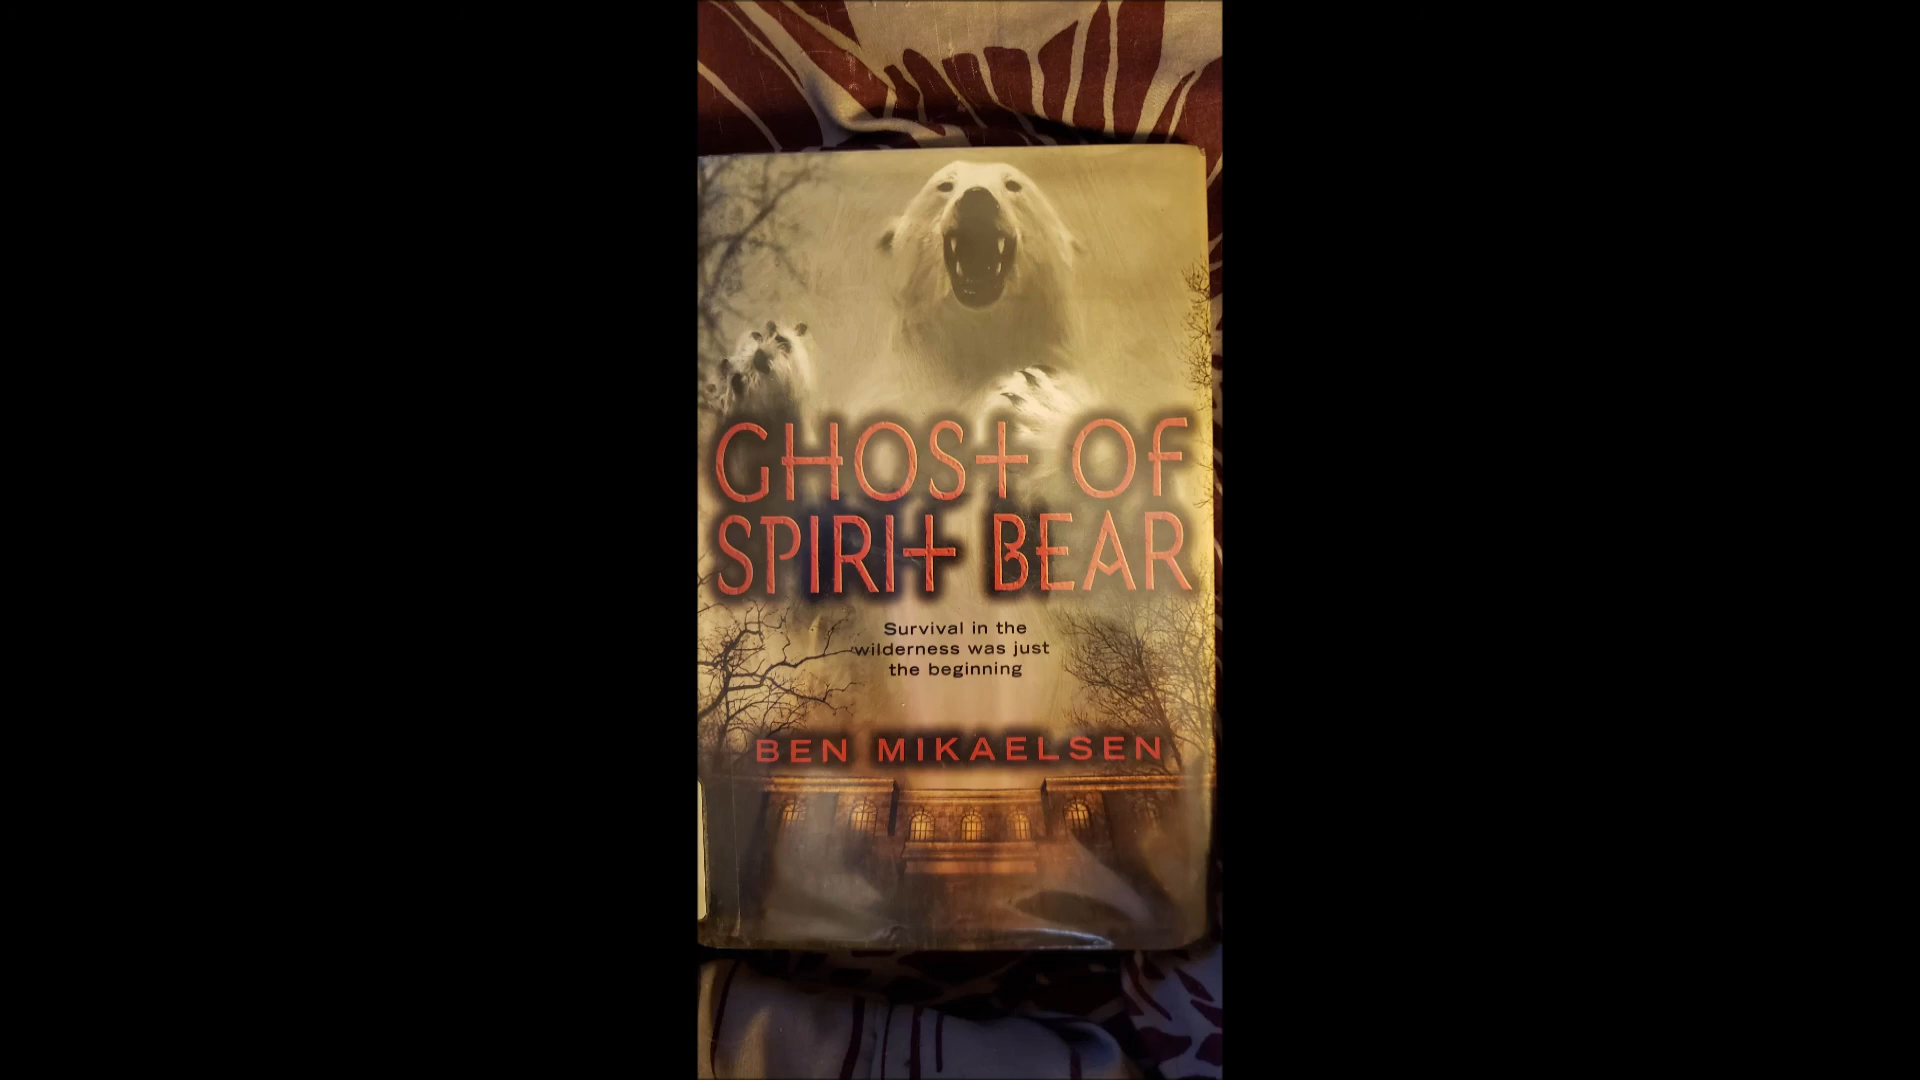 GHOST OF
SPIRIT BEAR
Survival in the
wilderness was just
the beginning
BEN MIKAELSEN